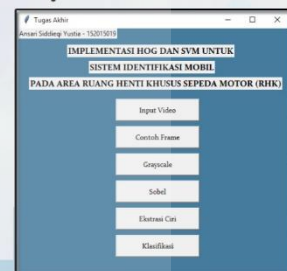 Tugas Akhir
Ansari Siddieqi Yustia - 152015019
IMPLEMENTASI HOG DAN SVM UNTUK
SISTEM IDENTIFIKASI MOBIL
PADA AREA RUANG HENTI KHUSUS SEPEDA MOTOR (RHK)
Input Video
Contoh Frame
Grayscale
Sobel
Ekstrasi Ciri
Klasifikasi